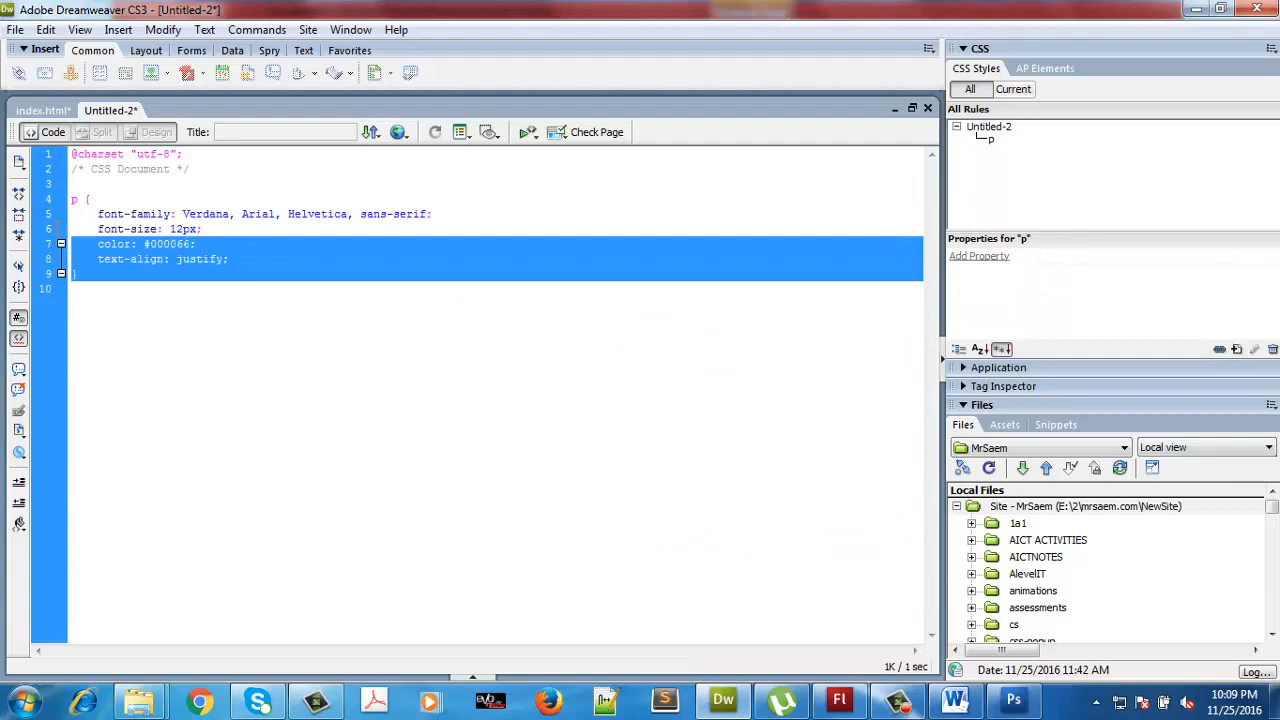 Dw Adobe Dreamweaver CS3 - [Untitled-2*]
File Edit View Insert Modify Text Commands Site Window Help
Insert Common Layout Forms Data Spry Text Favorites
index.html* Untitled-2*
Code Split Design Title: Check Page
1 @charset "utf-8";
2 /* CSS Document */
3
4 p {
5 font-family: Verdana, Arial, Helvetica, sans-serif;
6 font-size: 12px;
7 color: #000066;
8 text-align: justify;
9 }
10
1K / 1 sec
CSS
CSS Styles AP Elements
All Current
All Rules
Untitled-2
p
Properties for "p"
Add Property
Application
Tag Inspector
Files
Files Assets Snippets
MrSaem Local view
Local Files
Site - MrSaem (E:\2\mrsaem.com\NewSite)
1a1
AICT ACTIVITIES
AICTNOTES
AlevelIT
animations
assessments
cs
css-popup
Date: 11/25/2016 11:42 AM Log...
Dw Fl W Ps
10:09 PM
11/25/2016